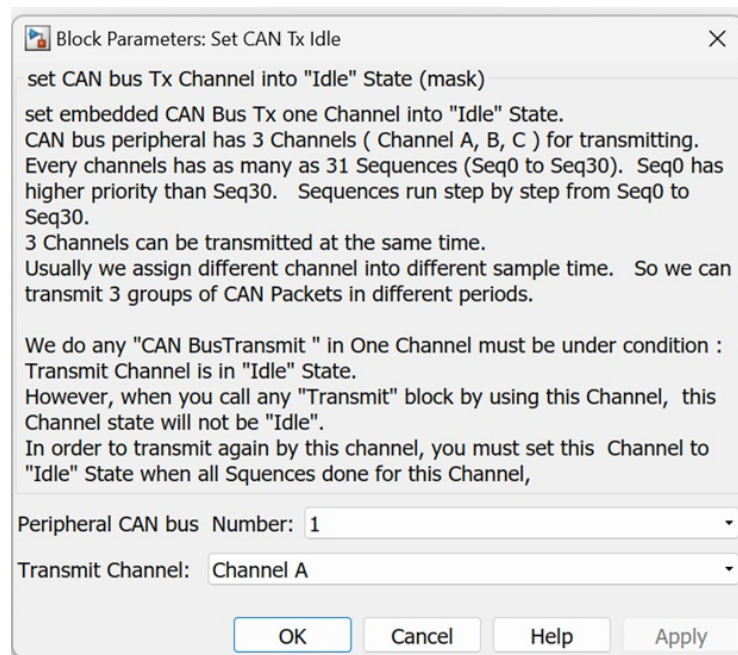 Block Parameters: Set CAN Tx Idle
set CAN bus Tx Channel into "Idle" State (mask)
set embedded CAN Bus Tx one Channel into "Idle" State.
CAN bus peripheral has 3 Channels ( Channel A, B, C ) for transmitting.
Every channels has as many as 31 Sequences (Seq0 to Seq30). Seq0 has
higher priority than Seq30. Sequences run step by step from Seq0 to
Seq30.
3 Channels can be transmitted at the same time.
Usually we assign different channel into different sample time. So we can
transmit 3 groups of CAN Packets in different periods.
We do any "CAN BusTransmit " in One Channel must be under condition :
Transmit Channel is in "Idle" State.
However, when you call any "Transmit" block by using this Channel, this
Channel state will not be "Idle".
In order to transmit again by this channel, you must set this Channel to
"Idle" State when all Squences done for this Channel,
Peripheral CAN bus Number: 1
Transmit Channel: Channel A
OK Cancel Help Apply